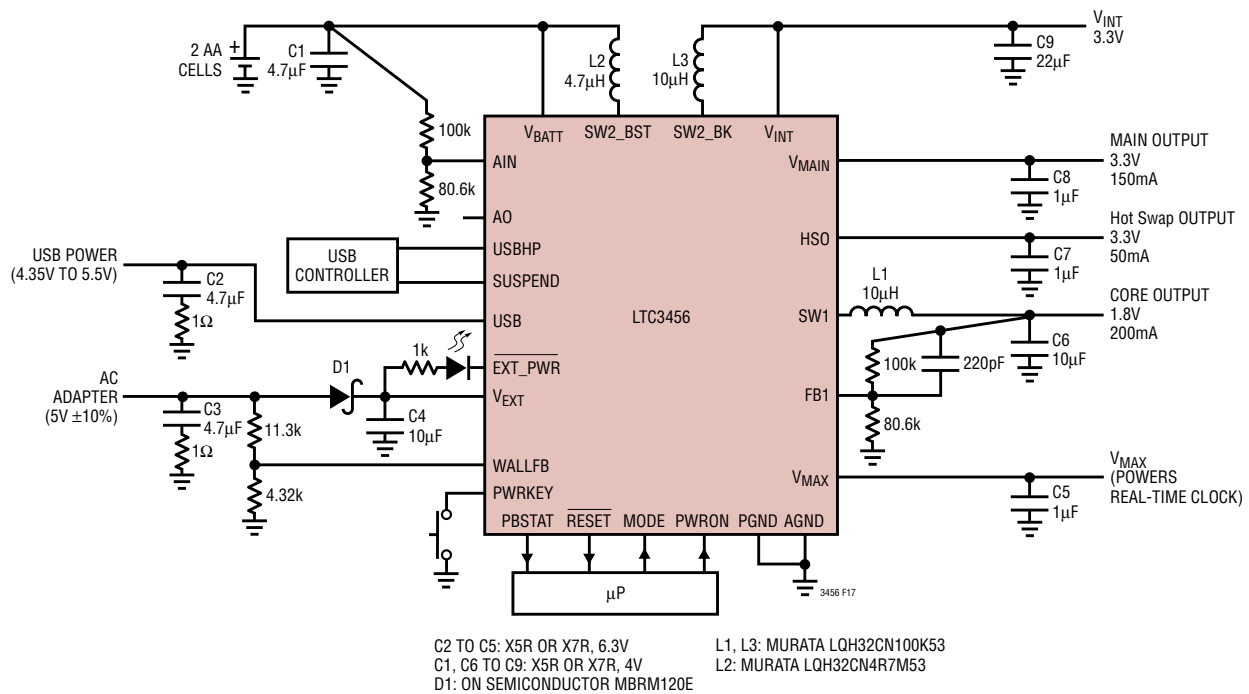 2 AA
CELLS
+
C1
4.7µF
L2
4.7µH
L3
10µH
C9
22µF
VINT
3.3V
100k
80.6k
VBATT
SW2_BST
SW2_BK
VINT
AIN
AO
USBHP
SUSPEND
USB
EXT_PWR
VEXT
WALLFB
PWRKEY
LTC3456
VMAIN
HSO
SW1
FB1
VMAX
PBSTAT
RESET
MODE
PWRON
PGND
AGND
MAIN OUTPUT
3.3V
150mA
C8
1µF
Hot Swap OUTPUT
3.3V
50mA
C7
1µF
L1
10µH
CORE OUTPUT
1.8V
200mA
C6
10µF
100k
220pF
80.6k
VMAX
(POWERS
REAL-TIME CLOCK)
C5
1µF
USB
CONTROLLER
USB POWER
(4.35V TO 5.5V)
C2
4.7µF
1Ω
1k
D1
AC
ADAPTER
(5V ±10%)
C3
4.7µF
1Ω
11.3k
4.32k
C4
10µF
µP
3456 F17
C2 TO C5: X5R OR X7R, 6.3V
C1, C6 TO C9: X5R OR X7R, 4V
D1: ON SEMICONDUCTOR MBRM120E
L1, L3: MURATA LQH32CN100K53
L2: MURATA LQH32CN4R7M53